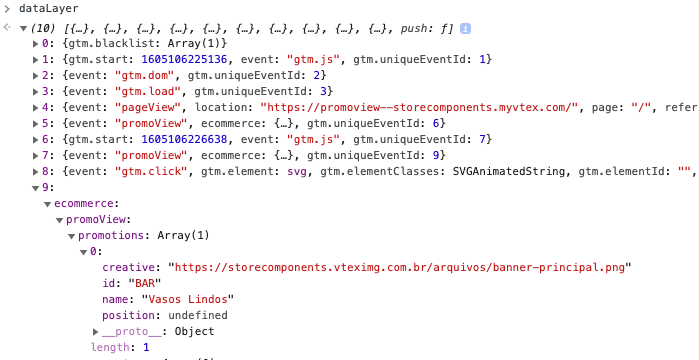 dataLayer
(10) [{…}, {…}, {…}, {…}, {…}, {…}, {…}, {…}, {…}, {…}, push: ƒ] i
0: {gtm.blacklist: Array(1)}
1: {gtm.start: 1605106225136, event: "gtm.js", gtm.uniqueEventId: 1}
2: {event: "gtm.dom", gtm.uniqueEventId: 2}
3: {event: "gtm.load", gtm.uniqueEventId: 3}
4: {event: "pageView", location: "https://promoview--storecomponents.myvtex.com/", page: "/", refer
5: {event: "promoView", ecommerce: {…}, gtm.uniqueEventId: 6}
6: {gtm.start: 1605106226638, event: "gtm.js", gtm.uniqueEventId: 7}
7: {event: "promoView", ecommerce: {…}, gtm.uniqueEventId: 9}
8: {event: "gtm.click", gtm.element: svg, gtm.elementClasses: SVGAnimatedString, gtm.elementId: "",
9:
ecommerce:
promoView:
promotions: Array(1)
0:
creative: "https://storecomponents.vteximg.com.br/arquivos/banner-principal.png"
id: "BAR"
name: "Vasos Lindos"
position: undefined
__proto__: Object
length: 1